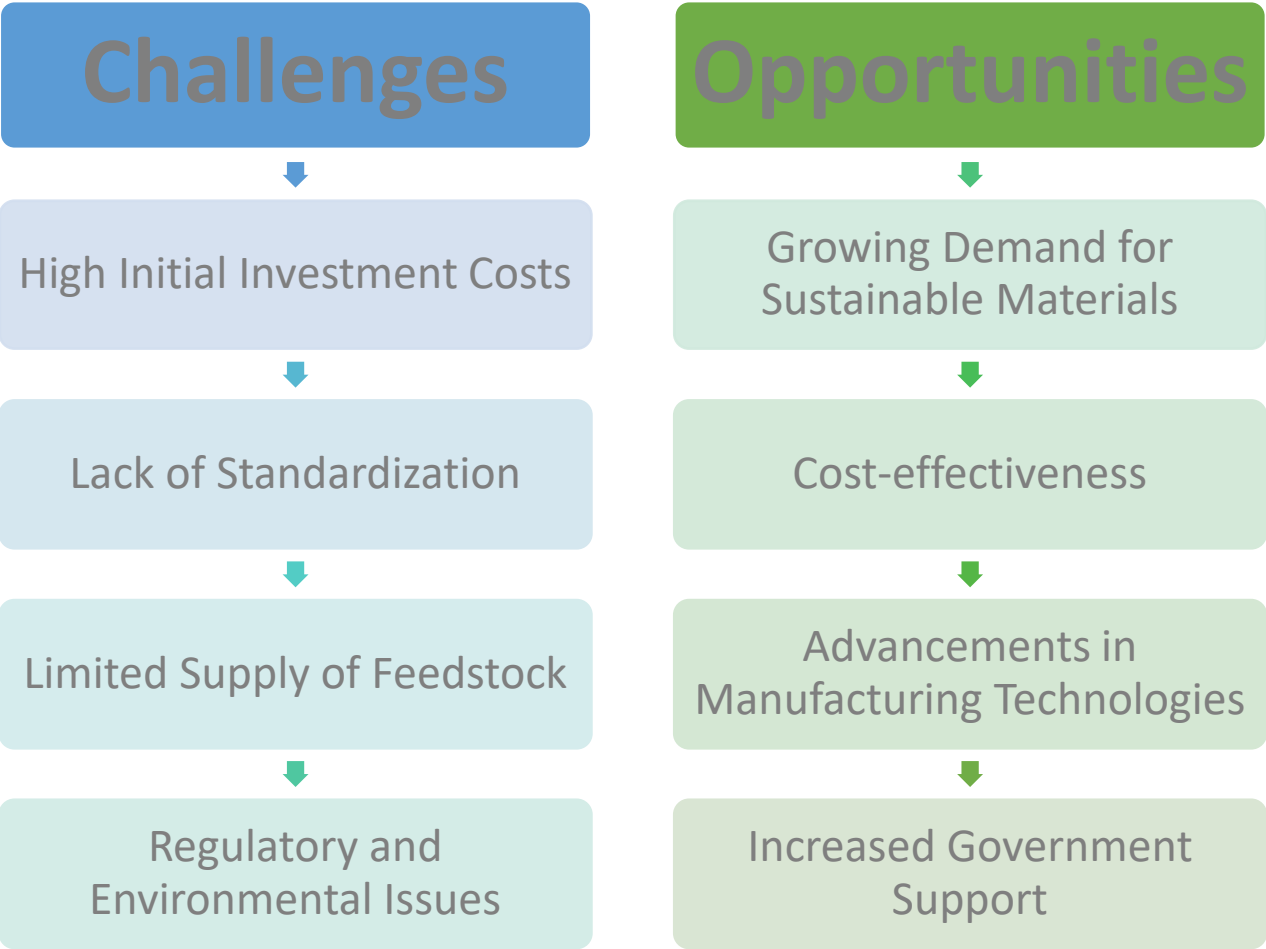 Challenges
High Initial Investment Costs
Lack of Standardization
Limited Supply of Feedstock
Regulatory and
Environmental Issues
Opportunities
Growing Demand for
Sustainable Materials
Cost-effectiveness
Advancements in
Manufacturing Technologies
Increased Government
Support